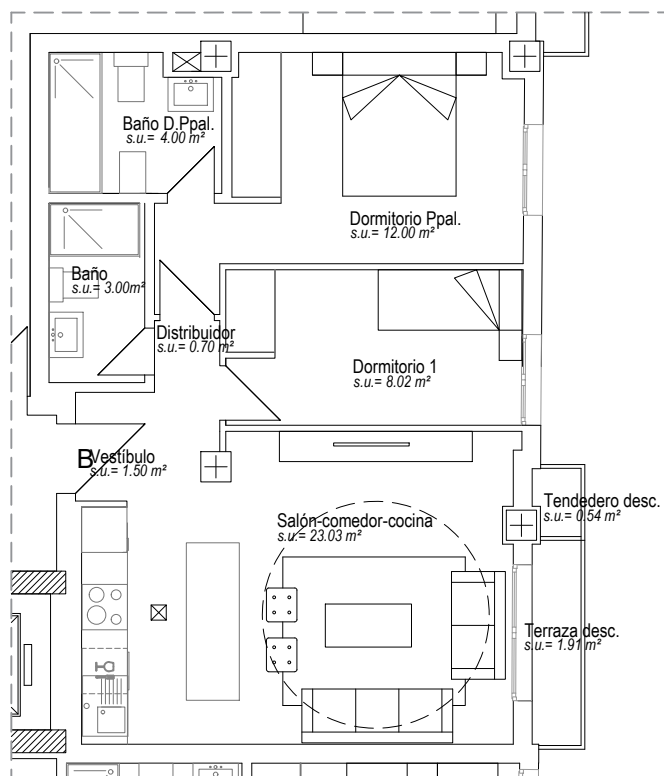 Baño D.Ppal.
s.u.= 4.00 m²
Dormitorio Ppal.
s.u.= 12.00 m²
Baño
s.u.= 3.00m²
Distribuidor
s.u.= 0.70 m²
Dormitorio 1
s.u.= 8.02 m²
B
Vestíbulo
s.u.= 1.50 m²
Salón-comedor-cocina
s.u.= 23.03 m²
Tendedero desc.
s.u.= 0.54 m²
Terraza desc.
s.u.= 1.91 m²